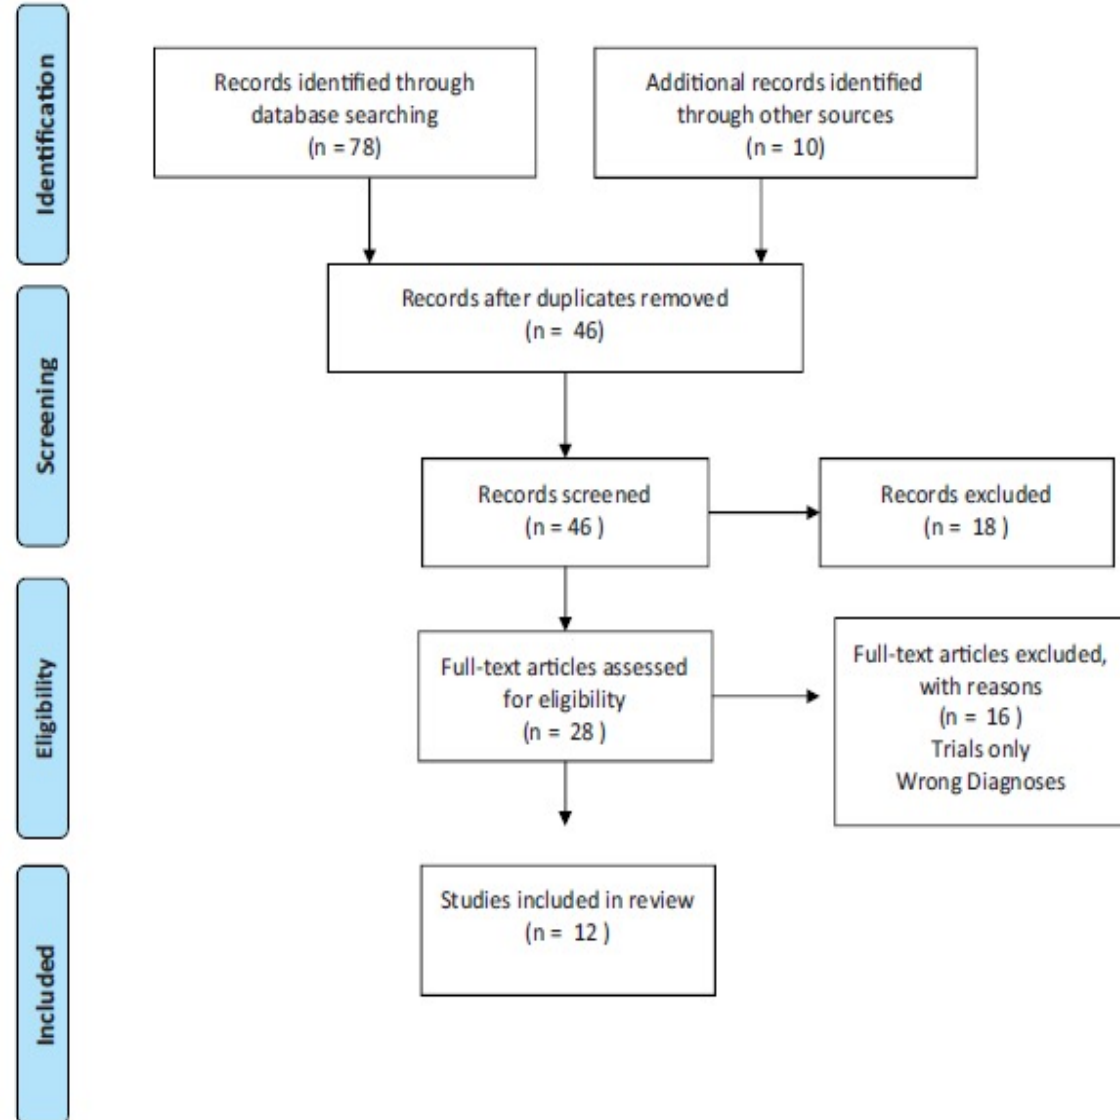 Identification
Records identified through
database searching
(n = 78)
Additional records identified
through other sources
(n = 10)
Records after duplicates removed
(n = 46)
Screening
Records screened
(n = 46 )
Records excluded
(n = 18 )
Eligibility
Full-text articles assessed
for eligibility
(n = 28 )
Full-text articles excluded,
with reasons
(n = 16 )
Trials only
Wrong Diagnoses
Included
Studies included in review
(n = 12 )